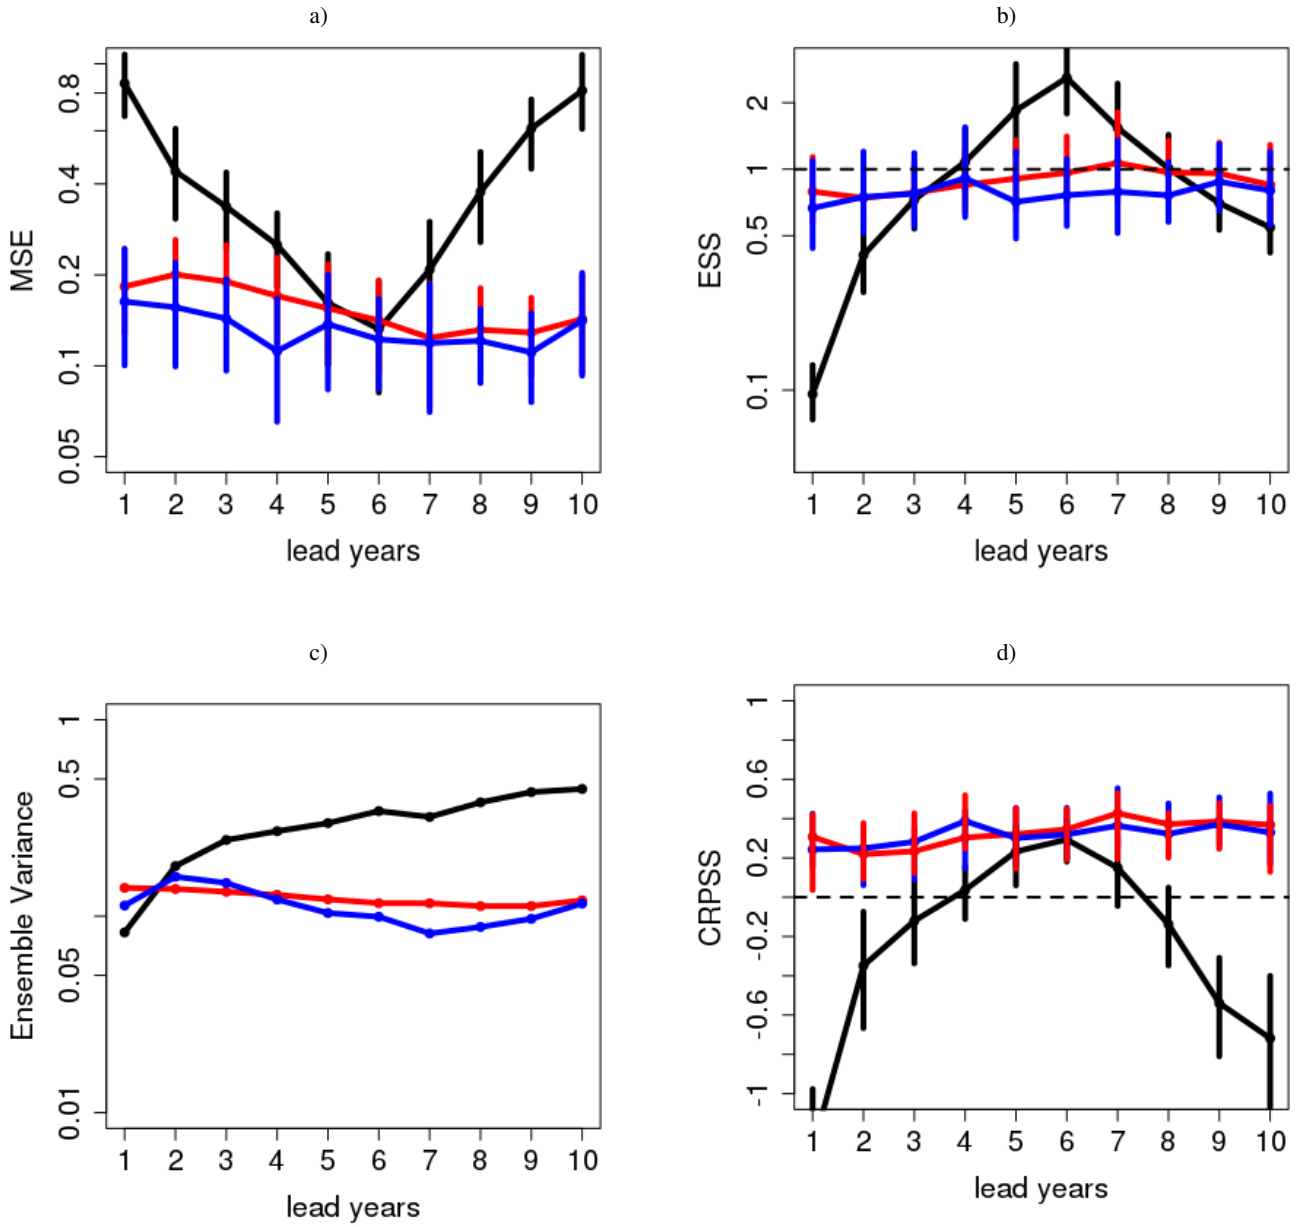 a)
MSE
0.8
0.4
0.2
0.1
0.05
1 2 3 4 5 6 7 8 9 10
lead years
b)
ESS
2
1
0.5
0.1
1 2 3 4 5 6 7 8 9 10
lead years
c)
Ensemble Variance
1
0.5
0.05
0.01
1 2 3 4 5 6 7 8 9 10
lead years
d)
CRPSS
1
0.6
0.2
-0.2
-0.6
-1
1 2 3 4 5 6 7 8 9 10
lead years